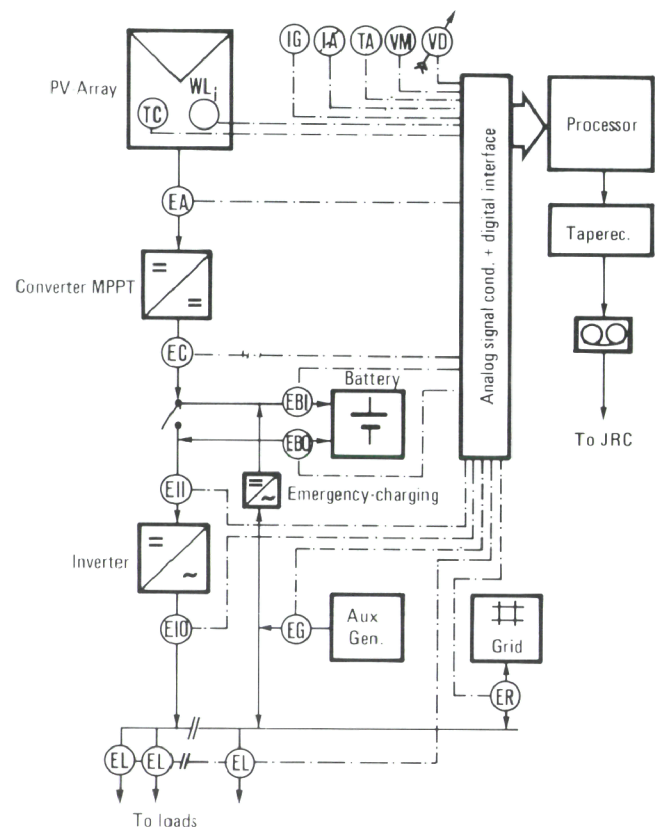 IG IA TA VM VD
PV Array
WLj
TC
Processor
EA
Analog signal cond. + digital interface
Taperec.
Converter MPPT
=
=
EC
Battery
EBI
To JRC
EBO
Emergency-charging
=
~
EII
Inverter
=
~
EIO
EG
Aux
Gen.
Grid
ER
EL EL EL
To loads